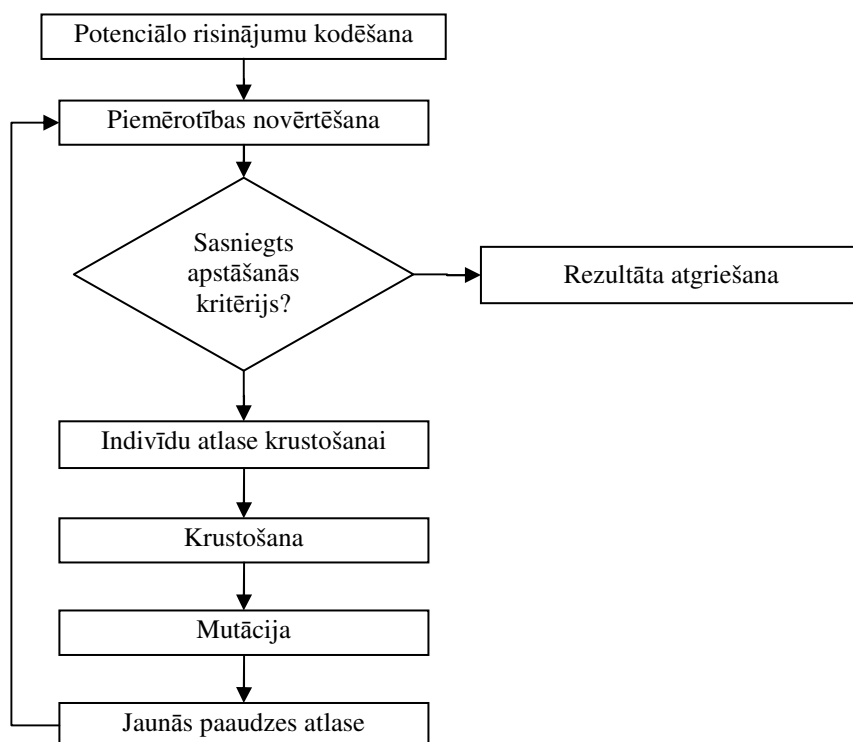 Potenciālo risinājumu kodēšana
Piemērotības novērtēšana
Sasniegts
apstāšanās
kritērijs?
Rezultāta atgriešana
Indivīdu atlase krustošanai
Krustošana
Mutācija
Jaunās paaudzes atlase